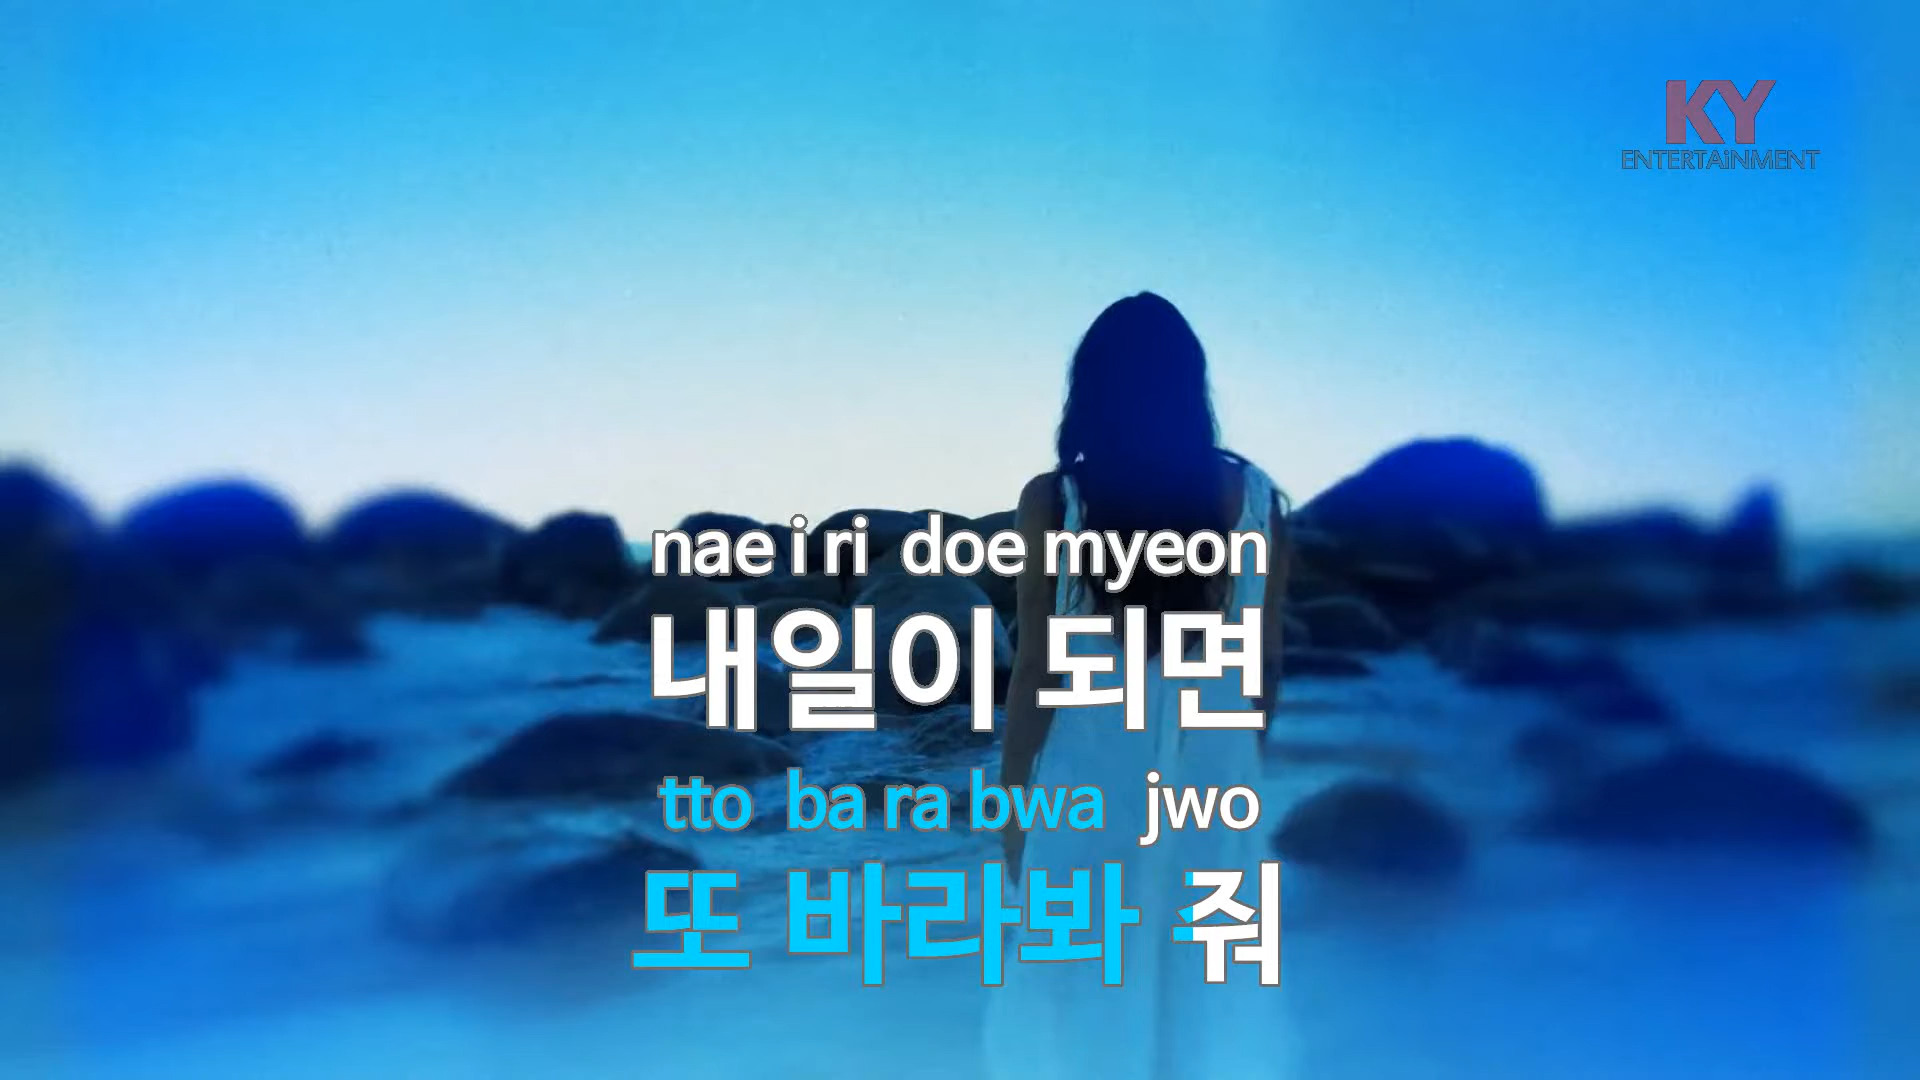 KY
ENTERTAiNMENT
nae i ri doe myeon
내일이 되면
tto ba ra bwa jwo
또 바라봐 줘